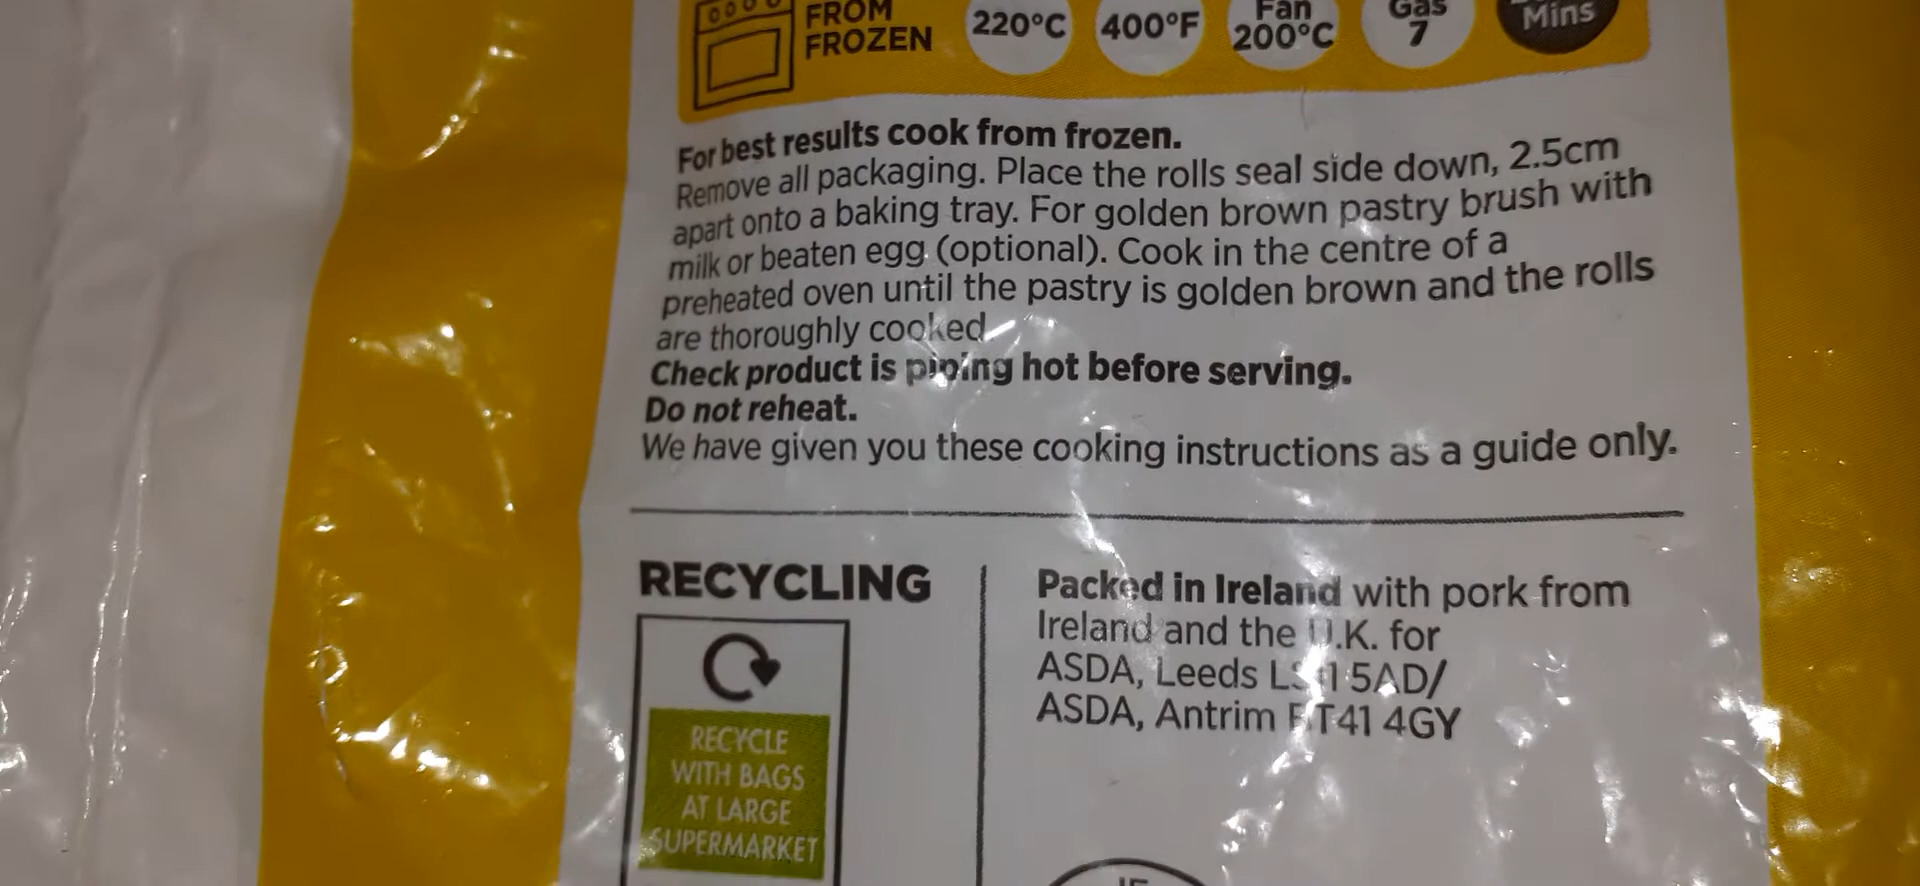 FROM
FROZEN
220°C
400°F
Fan
200°C
Gas
7
Mins
For best results cook from frozen.
Remove all packaging. Place the rolls seal side down, 2.5cm
apart onto a baking tray. For golden brown pastry brush with
milk or beaten egg (optional). Cook in the centre of a
preheated oven until the pastry is golden brown and the rolls
are thoroughly cooked.
Check product is piping hot before serving.
Do not reheat.
We have given you these cooking instructions as a guide only.
RECYCLING
RECYCLE
WITH BAGS
AT LARGE
SUPERMARKET
Packed in Ireland with pork from
Ireland and the U.K. for
ASDA, Leeds LS11 5AD/
ASDA, Antrim BT41 4GY
IE